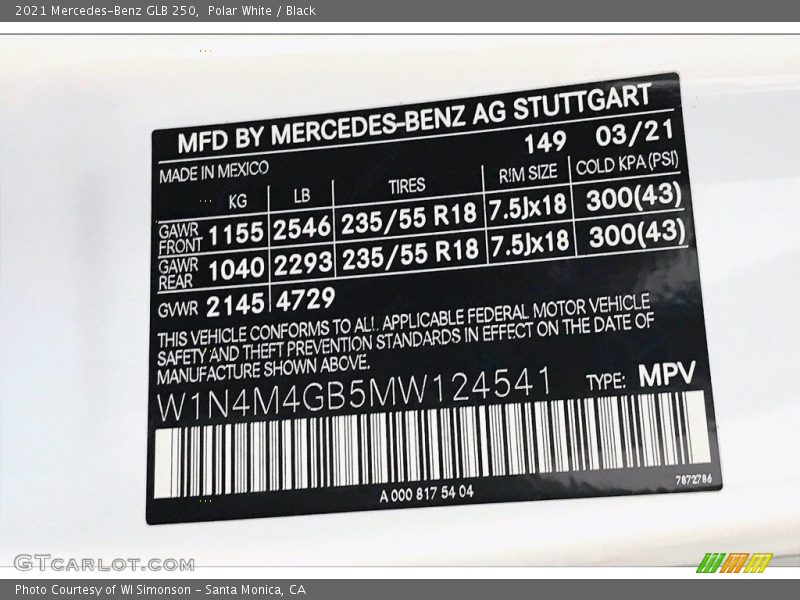 2021 Mercedes-Benz GLB 250, Polar White / Black
MFD BY MERCEDES-BENZ AG STUTTGART
149 03/21
MADE IN MEXICO
KG LB TIRES RIM SIZE COLD KPA (PSI)
GAWR FRONT 1155 2546 235/55 R18 7.5Jx18 300(43)
GAWR REAR 1040 2293 235/55 R18 7.5Jx18 300(43)
GVWR 2145 4729
THIS VEHICLE CONFORMS TO ALL APPLICABLE FEDERAL MOTOR VEHICLE
SAFETY AND THEFT PREVENTION STANDARDS IN EFFECT ON THE DATE OF
MANUFACTURE SHOWN ABOVE.
W1N4M4GB5MW124541 TYPE: MPV
7872786
A 000 817 54 04
GTCARLOT.COM
Photo Courtesy of WI Simonson - Santa Monica, CA